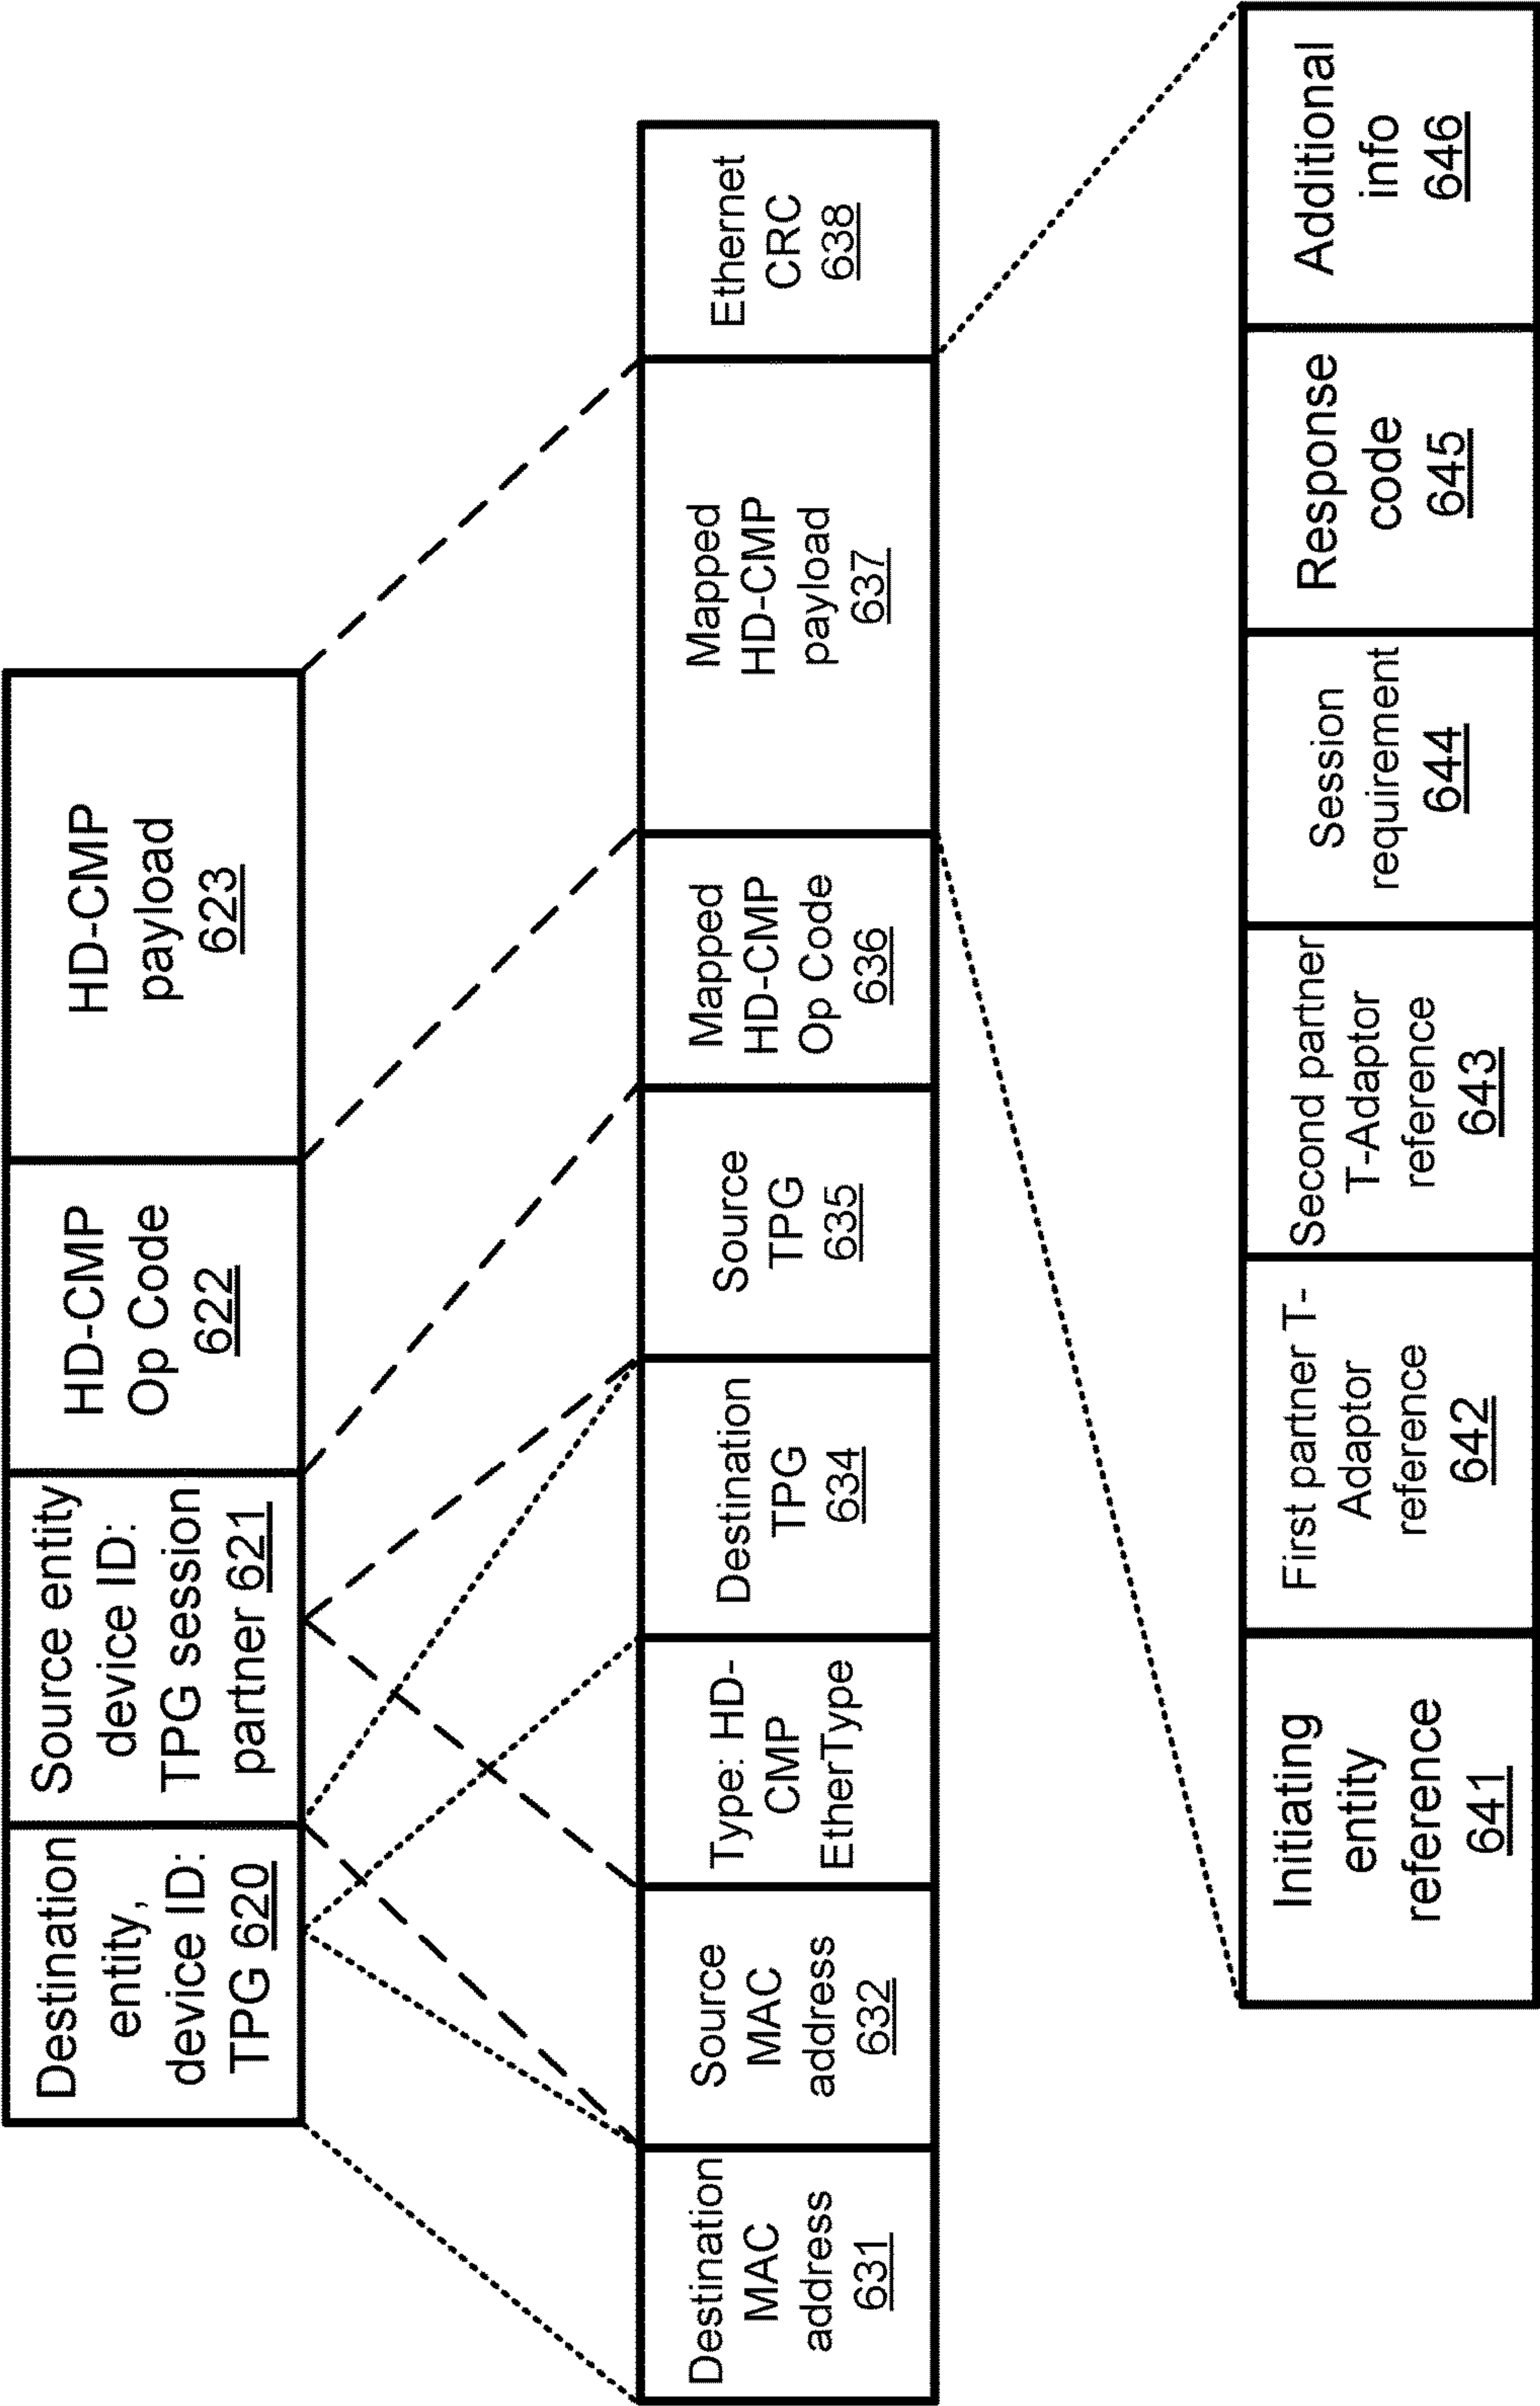 Destination
entity,
device ID:
TPG 620
Source entity
device ID:
TPG session
partner 621
HD-CMP
Op Code
622
HD-CMP
payload
623
Destination
MAC
address
631
Source
MAC
address
632
Type: HD-
CMP
EtherType
Destination
TPG
634
Source
TPG
635
Mapped
HD-CMP
Op Code
636
Mapped
HD-CMP
payload
637
Ethernet
CRC
638
Initiating
entity
reference
641
First partner T-
Adaptor
reference
642
Second partner
T-Adaptor
reference
643
Session
requirement
644
Response
code
645
Additional
info
646